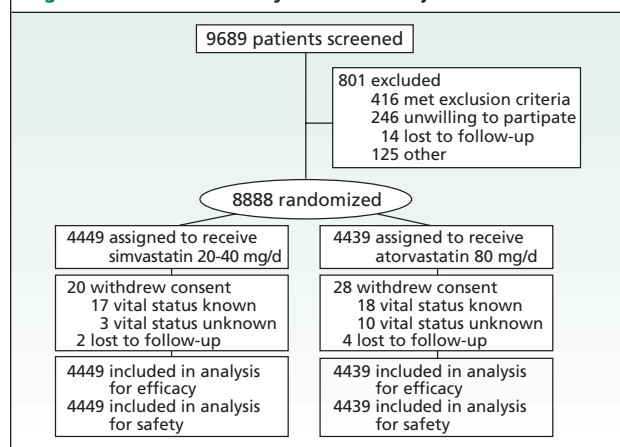 9689 patients screened
801 excluded
416 met exclusion criteria
246 unwilling to partipate
14 lost to follow-up
125 other
8888 randomized
4449 assigned to receive
simvastatin 20-40 mg/d
4439 assigned to receive
atorvastatin 80 mg/d
20 withdrew consent
17 vital status known
3 vital status unknown
2 lost to follow-up
28 withdrew consent
18 vital status known
10 vital status unknown
4 lost to follow-up
4449 included in analysis
for efficacy
4449 included in analysis
for safety
4439 included in analysis
for efficacy
4439 included in analysis
for safety